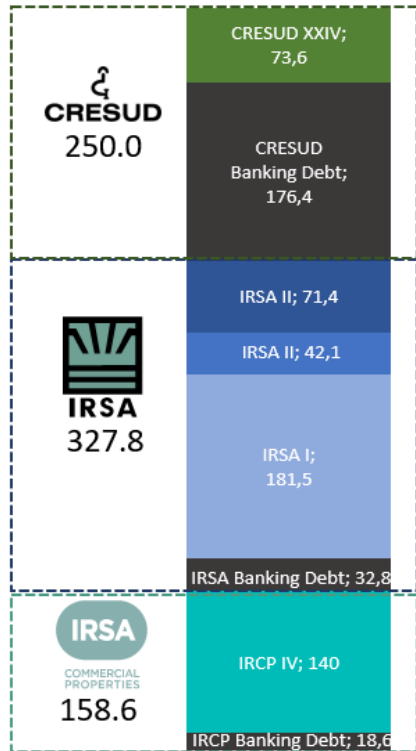 CRESUD
250.0
CRESUD XXIV;
73,6
CRESUD
Banking Debt;
176,4
IRSA
327.8
IRSA II; 71,4
IRSA II; 42,1
IRSA I;
181,5
IRSA Banking Debt; 32,8
IRSA
COMMERCIAL
PROPERTIES
158.6
IRCP IV; 140
IRCP Banking Debt; 18,6